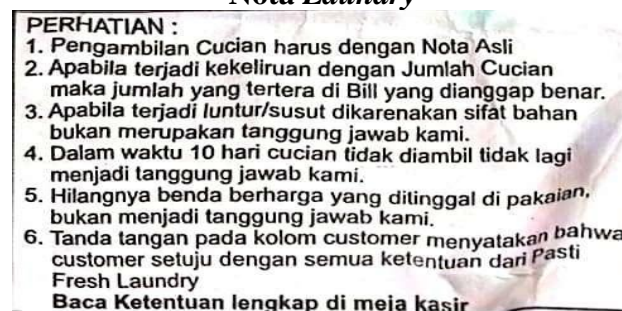 Nota Laundry
PERHATIAN :
1. Pengambilan Cucian harus dengan Nota Asli
2. Apabila terjadi kekeliruan dengan Jumlah Cucian
maka jumlah yang tertera di Bill yang dianggap benar.
3. Apabila terjadi luntur/susut dikarenakan sifat bahan
bukan merupakan tanggung jawab kami.
4. Dalam waktu 10 hari cucian tidak diambil tidak lagi
menjadi tanggung jawab kami.
5. Hilangnya benda berharga yang ditinggal di pakaian,
bukan menjadi tanggung jawab kami.
6. Tanda tangan pada kolom customer menyatakan bahwa
customer setuju dengan semua ketentuan dari Pasti
Fresh Laundry
Baca Ketentuan lengkap di meja kasir